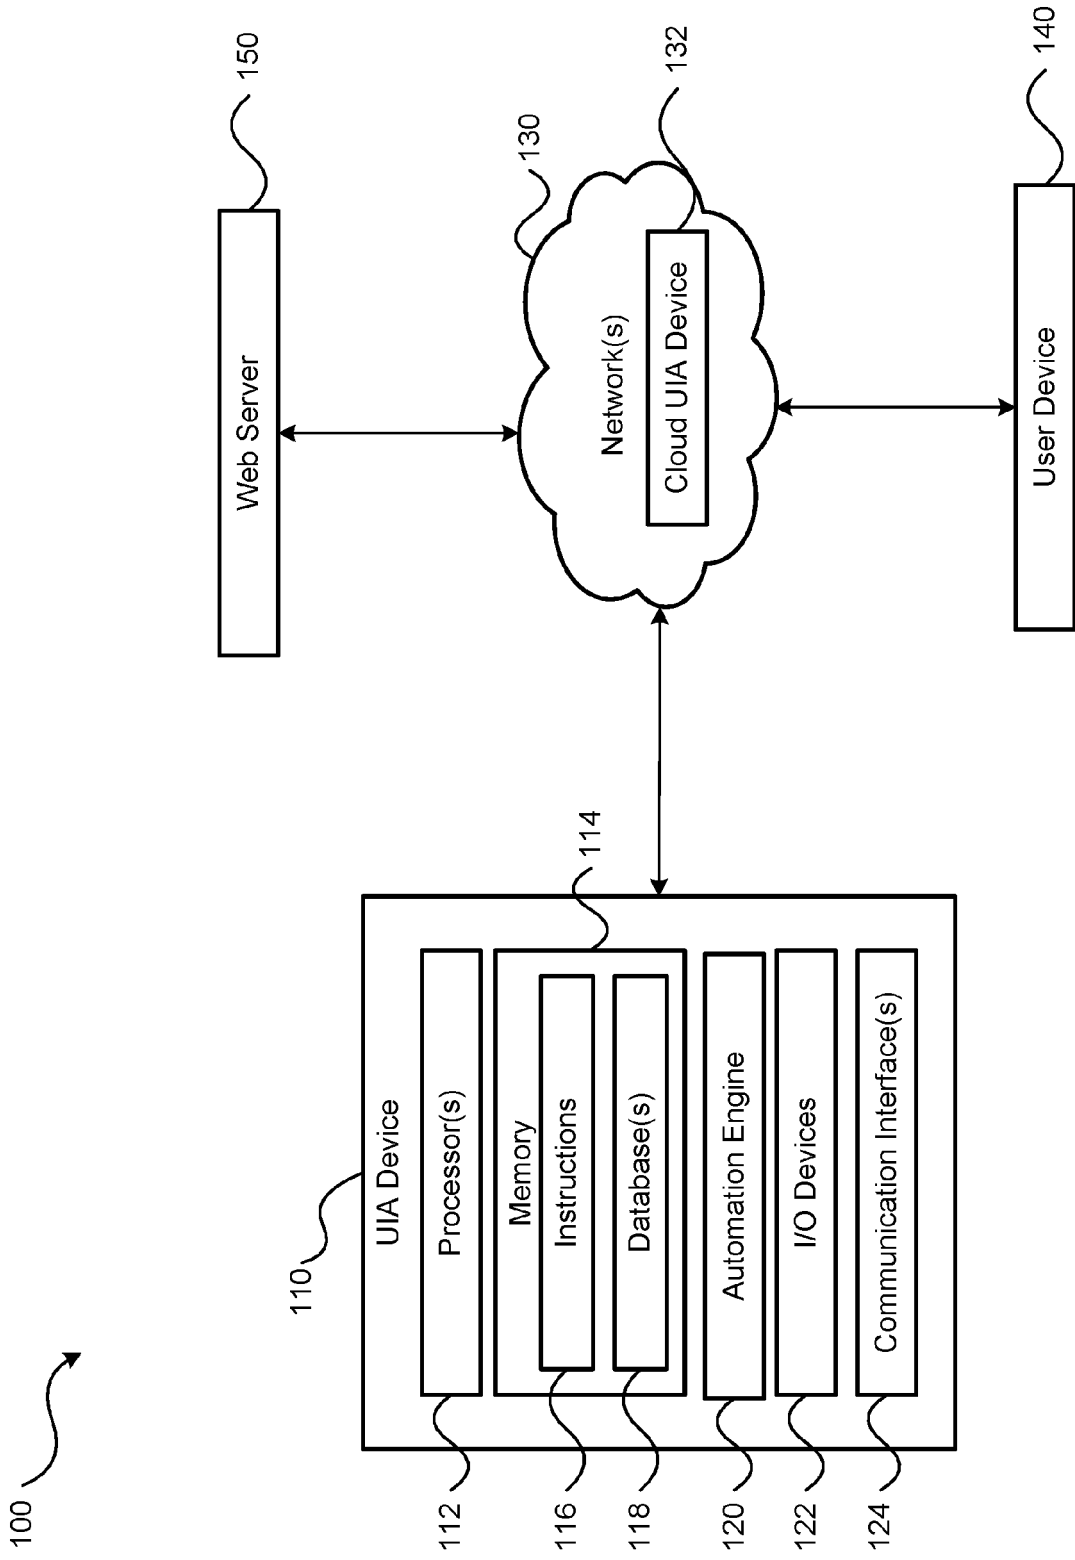 100
110
UIA Device
Processor(s)
112
Memory
114
Instructions
116
Database(s)
118
Automation Engine
120
I/O Devices
122
Communication Interface(s)
124
Web Server
150
130
Network(s)
Cloud UIA Device
132
User Device
140